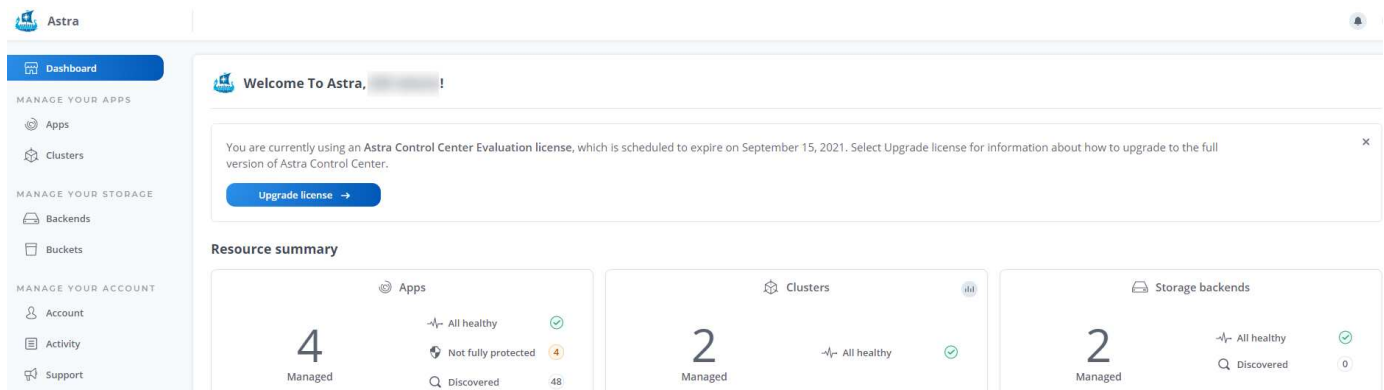 Astra
Dashboard
MANAGE YOUR APPS
Apps
Clusters
MANAGE YOUR STORAGE
Backends
Buckets
MANAGE YOUR ACCOUNT
Account
Activity
Support
Welcome To Astra, !
You are currently using an Astra Control Center Evaluation license, which is scheduled to expire on September 15, 2021. Select Upgrade license for information about how to upgrade to the full
version of Astra Control Center.
Upgrade license →
Resource summary
Apps
4
Managed
All healthy
Not fully protected 4
Discovered 48
Clusters
2
Managed
All healthy
Storage backends
2
Managed
All healthy
Discovered 0